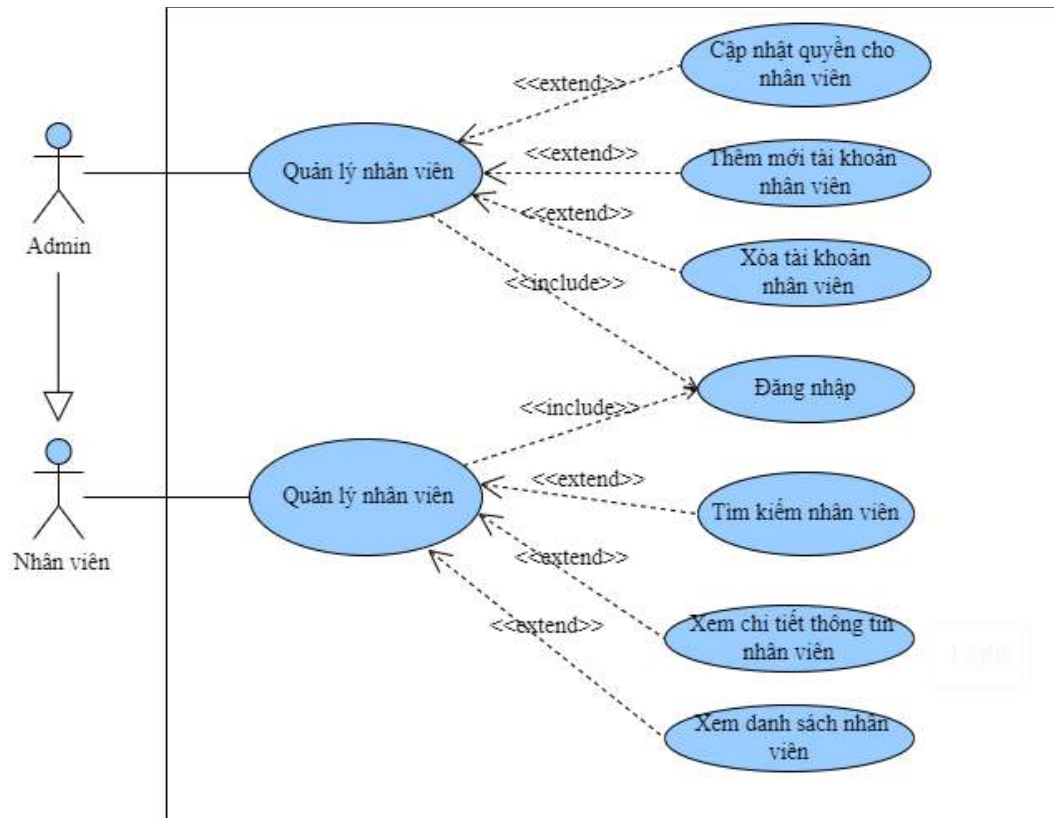 Cập nhật quyền cho
nhân viên
<<extend>>
Quản lý nhân viên
<<extend>>
Thêm mới tài khoản
nhân viên
Admin
<<extend>>
Xóa tài khoản
nhân viên
<<include>>
Đăng nhập
<<include>>
Quản lý nhân viên
<<extend>>
Tìm kiếm nhân viên
Nhân viên
<<extend>>
Xem chi tiết thông tin
nhân viên
<<extend>>
Xem danh sách nhân
viên